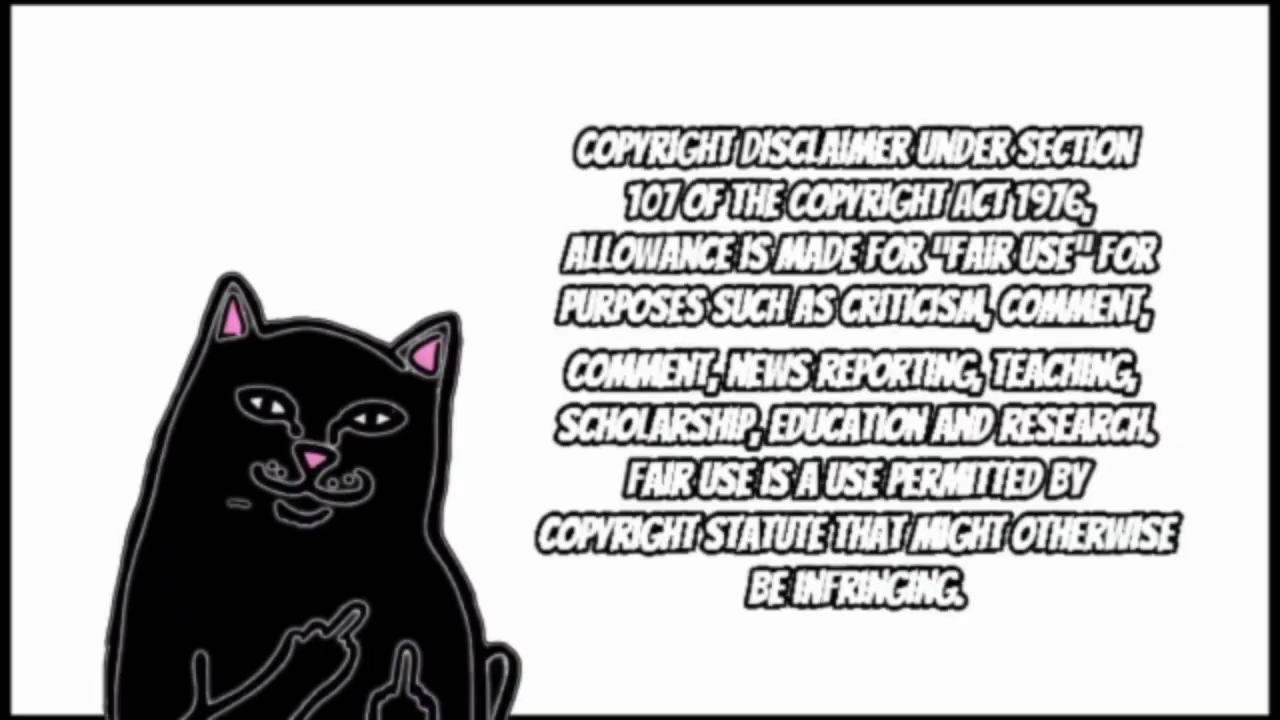 COPYRIGHT DISCLAIMER UNDER SECTION
107 OF THE COPYRIGHT ACT 1976,
ALLOWANCE IS MADE FOR "FAIR USE" FOR
PURPOSES SUCH AS CRITICISM, COMMENT,
COMMENT, NEWS REPORTING, TEACHING,
SCHOLARSHIP, EDUCATION AND RESEARCH.
FAIR USE IS A USE PERMITTED BY
COPYRIGHT STATUTE THAT MIGHT OTHERWISE
BE INFRINGING.